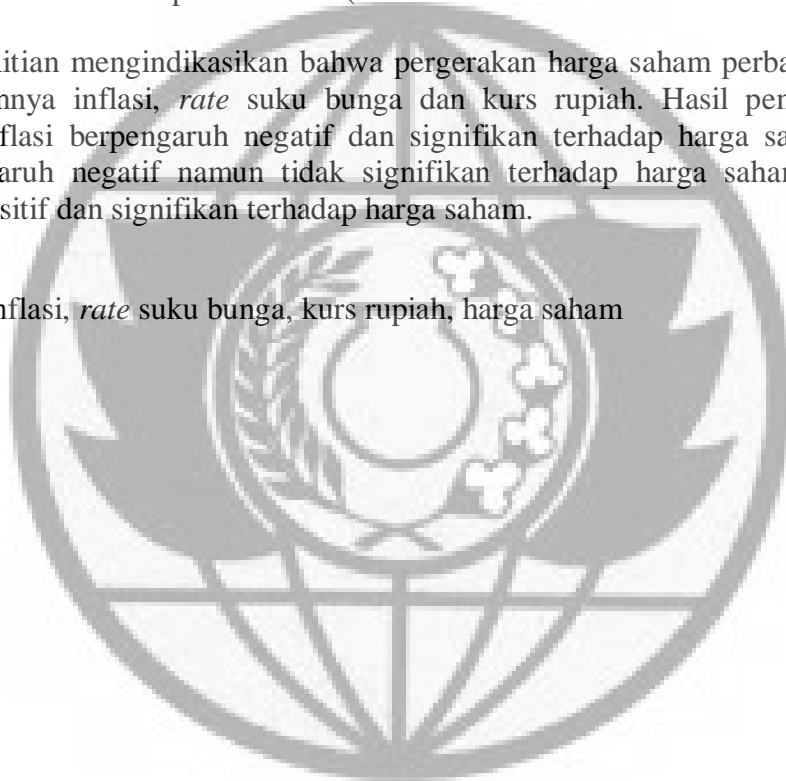 litian mengindikasikan bahwa pergerakan harga saham perba
nnya inflasi, rate suku bunga dan kurs rupiah. Hasil pen
flasi berpengaruh negatif dan signifikan terhadap harga sa
aruh negatif namun tidak signifikan terhadap harga saham
sitif dan signifikan terhadap harga saham.
nflasi, rate suku bunga, kurs rupiah, harga saham